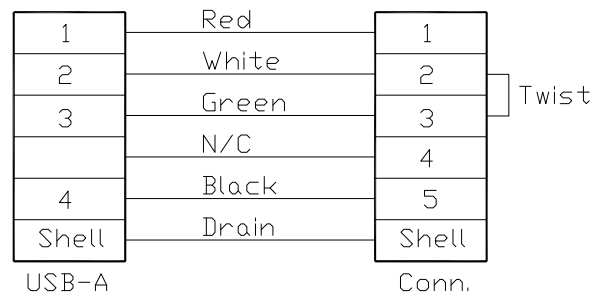 Red
1 1
White
2 2
Twist
Green
3 3
N/C
4
Black
4 5
Drain
Shell Shell
USB-A Conn.